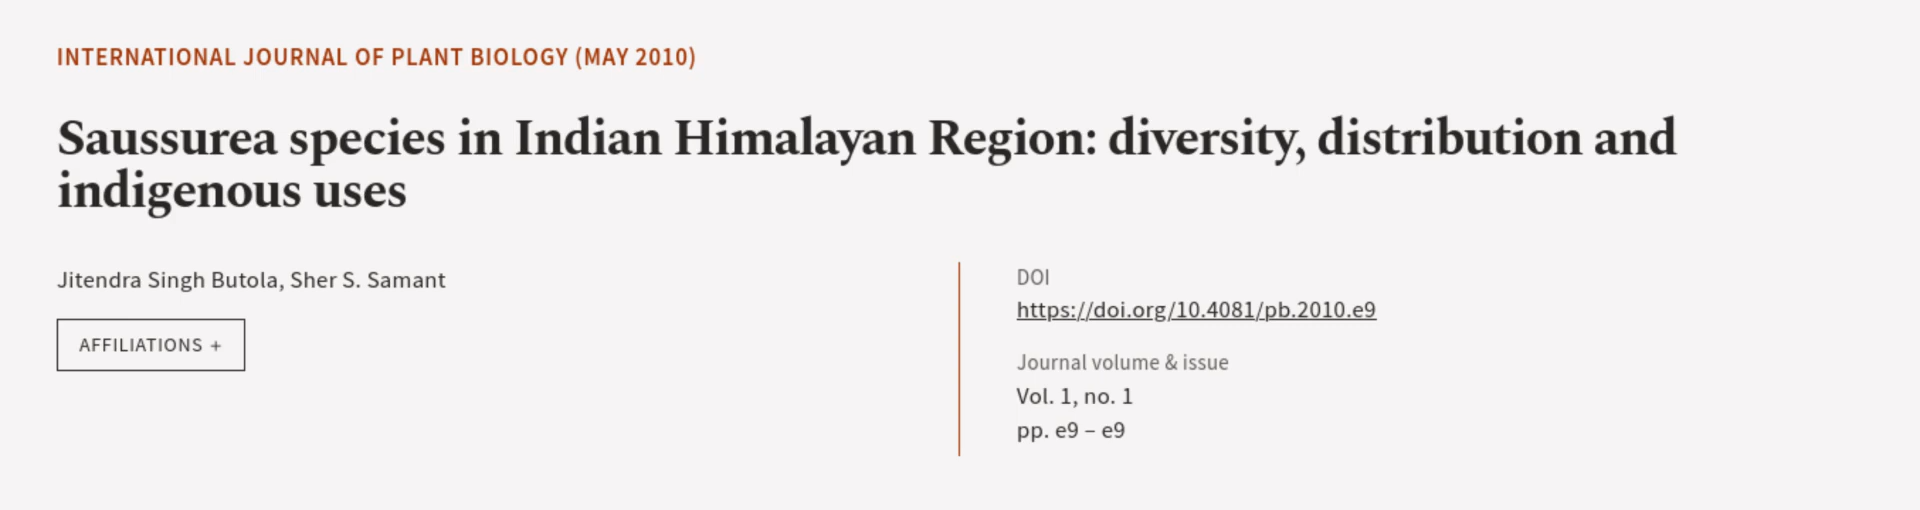 INTERNATIONAL JOURNAL OF PLANT BIOLOGY (MAY 2010)
Saussurea species in Indian Himalayan Region: diversity, distribution and
indigenous uses
Jitendra Singh Butola, Sher S. Samant
AFFILIATIONS +
DOI
https://doi.org/10.4081/pb.2010.e9
Journal volume & issue
Vol. 1, no. 1
pp. e9 – e9